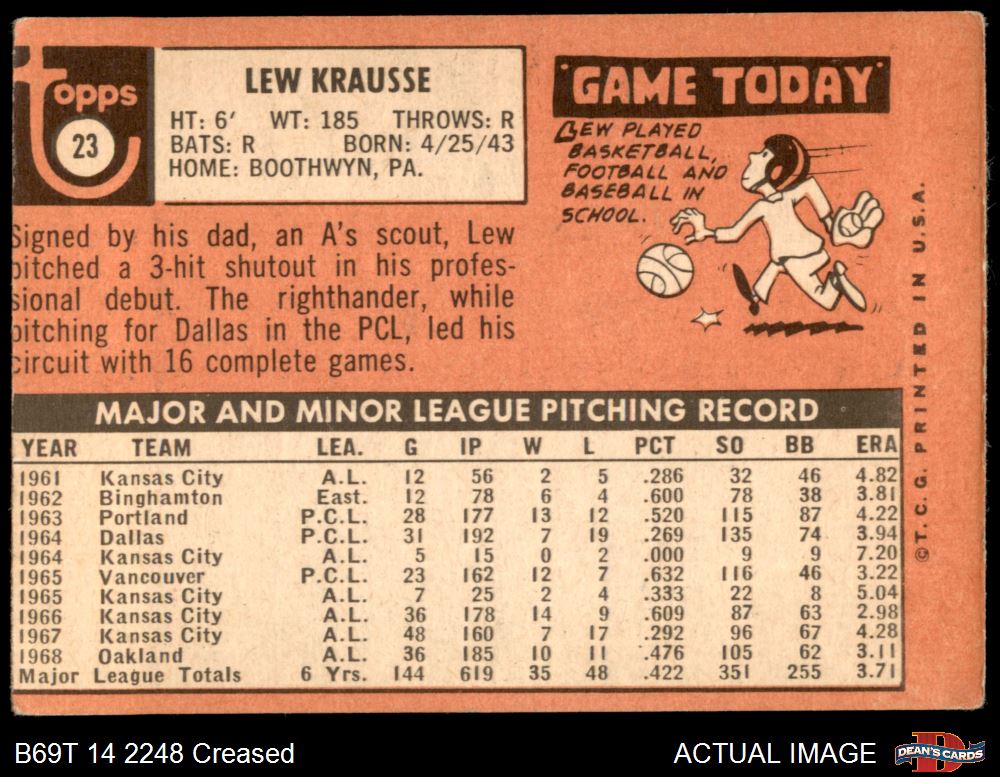 Topps
23
LEW KRAUSSE
HT: 6' WT: 185 THROWS: R
BATS: R BORN: 4/25/43
HOME: BOOTHWYN, PA.
Signed by his dad, an A's scout, Lew
pitched a 3-hit shutout in his profes-
sional debut. The righthander, while
pitching for Dallas in the PCL, led his
circuit with 16 complete games.
"GAME TODAY"
LEW PLAYED
BASKETBALL,
FOOTBALL AND
BASEBALL IN
SCHOOL.
MAJOR AND MINOR LEAGUE PITCHING RECORD
YEAR TEAM LEA. G IP W L PCT SO BB ERA
1961 Kansas City A.L. 12 56 2 5 .286 32 46 4.82
1962 Binghamton East. 12 78 6 4 .600 78 38 3.81
1963 Portland P.C.L. 28 177 13 12 .520 115 87 4.22
1964 Dallas P.C.L. 31 192 7 19 .269 135 74 3.94
1964 Kansas City A.L. 5 15 0 2 .000 9 9 7.20
1965 Vancouver P.C.L. 23 162 12 7 .632 116 46 3.22
1965 Kansas City A.L. 7 25 2 4 .333 22 8 5.04
1966 Kansas City A.L. 36 178 14 9 .609 87 63 2.98
1967 Kansas City A.L. 48 160 7 17 .292 96 67 4.28
1968 Oakland A.L. 36 185 10 11 .476 105 62 3.11
Major League Totals 6 Yrs. 144 619 35 48 .422 351 255 3.71
©T.C.G. PRINTED IN U.S.A.
B69T 14 2248 Creased
ACTUAL IMAGE
DEAN'S CARDS